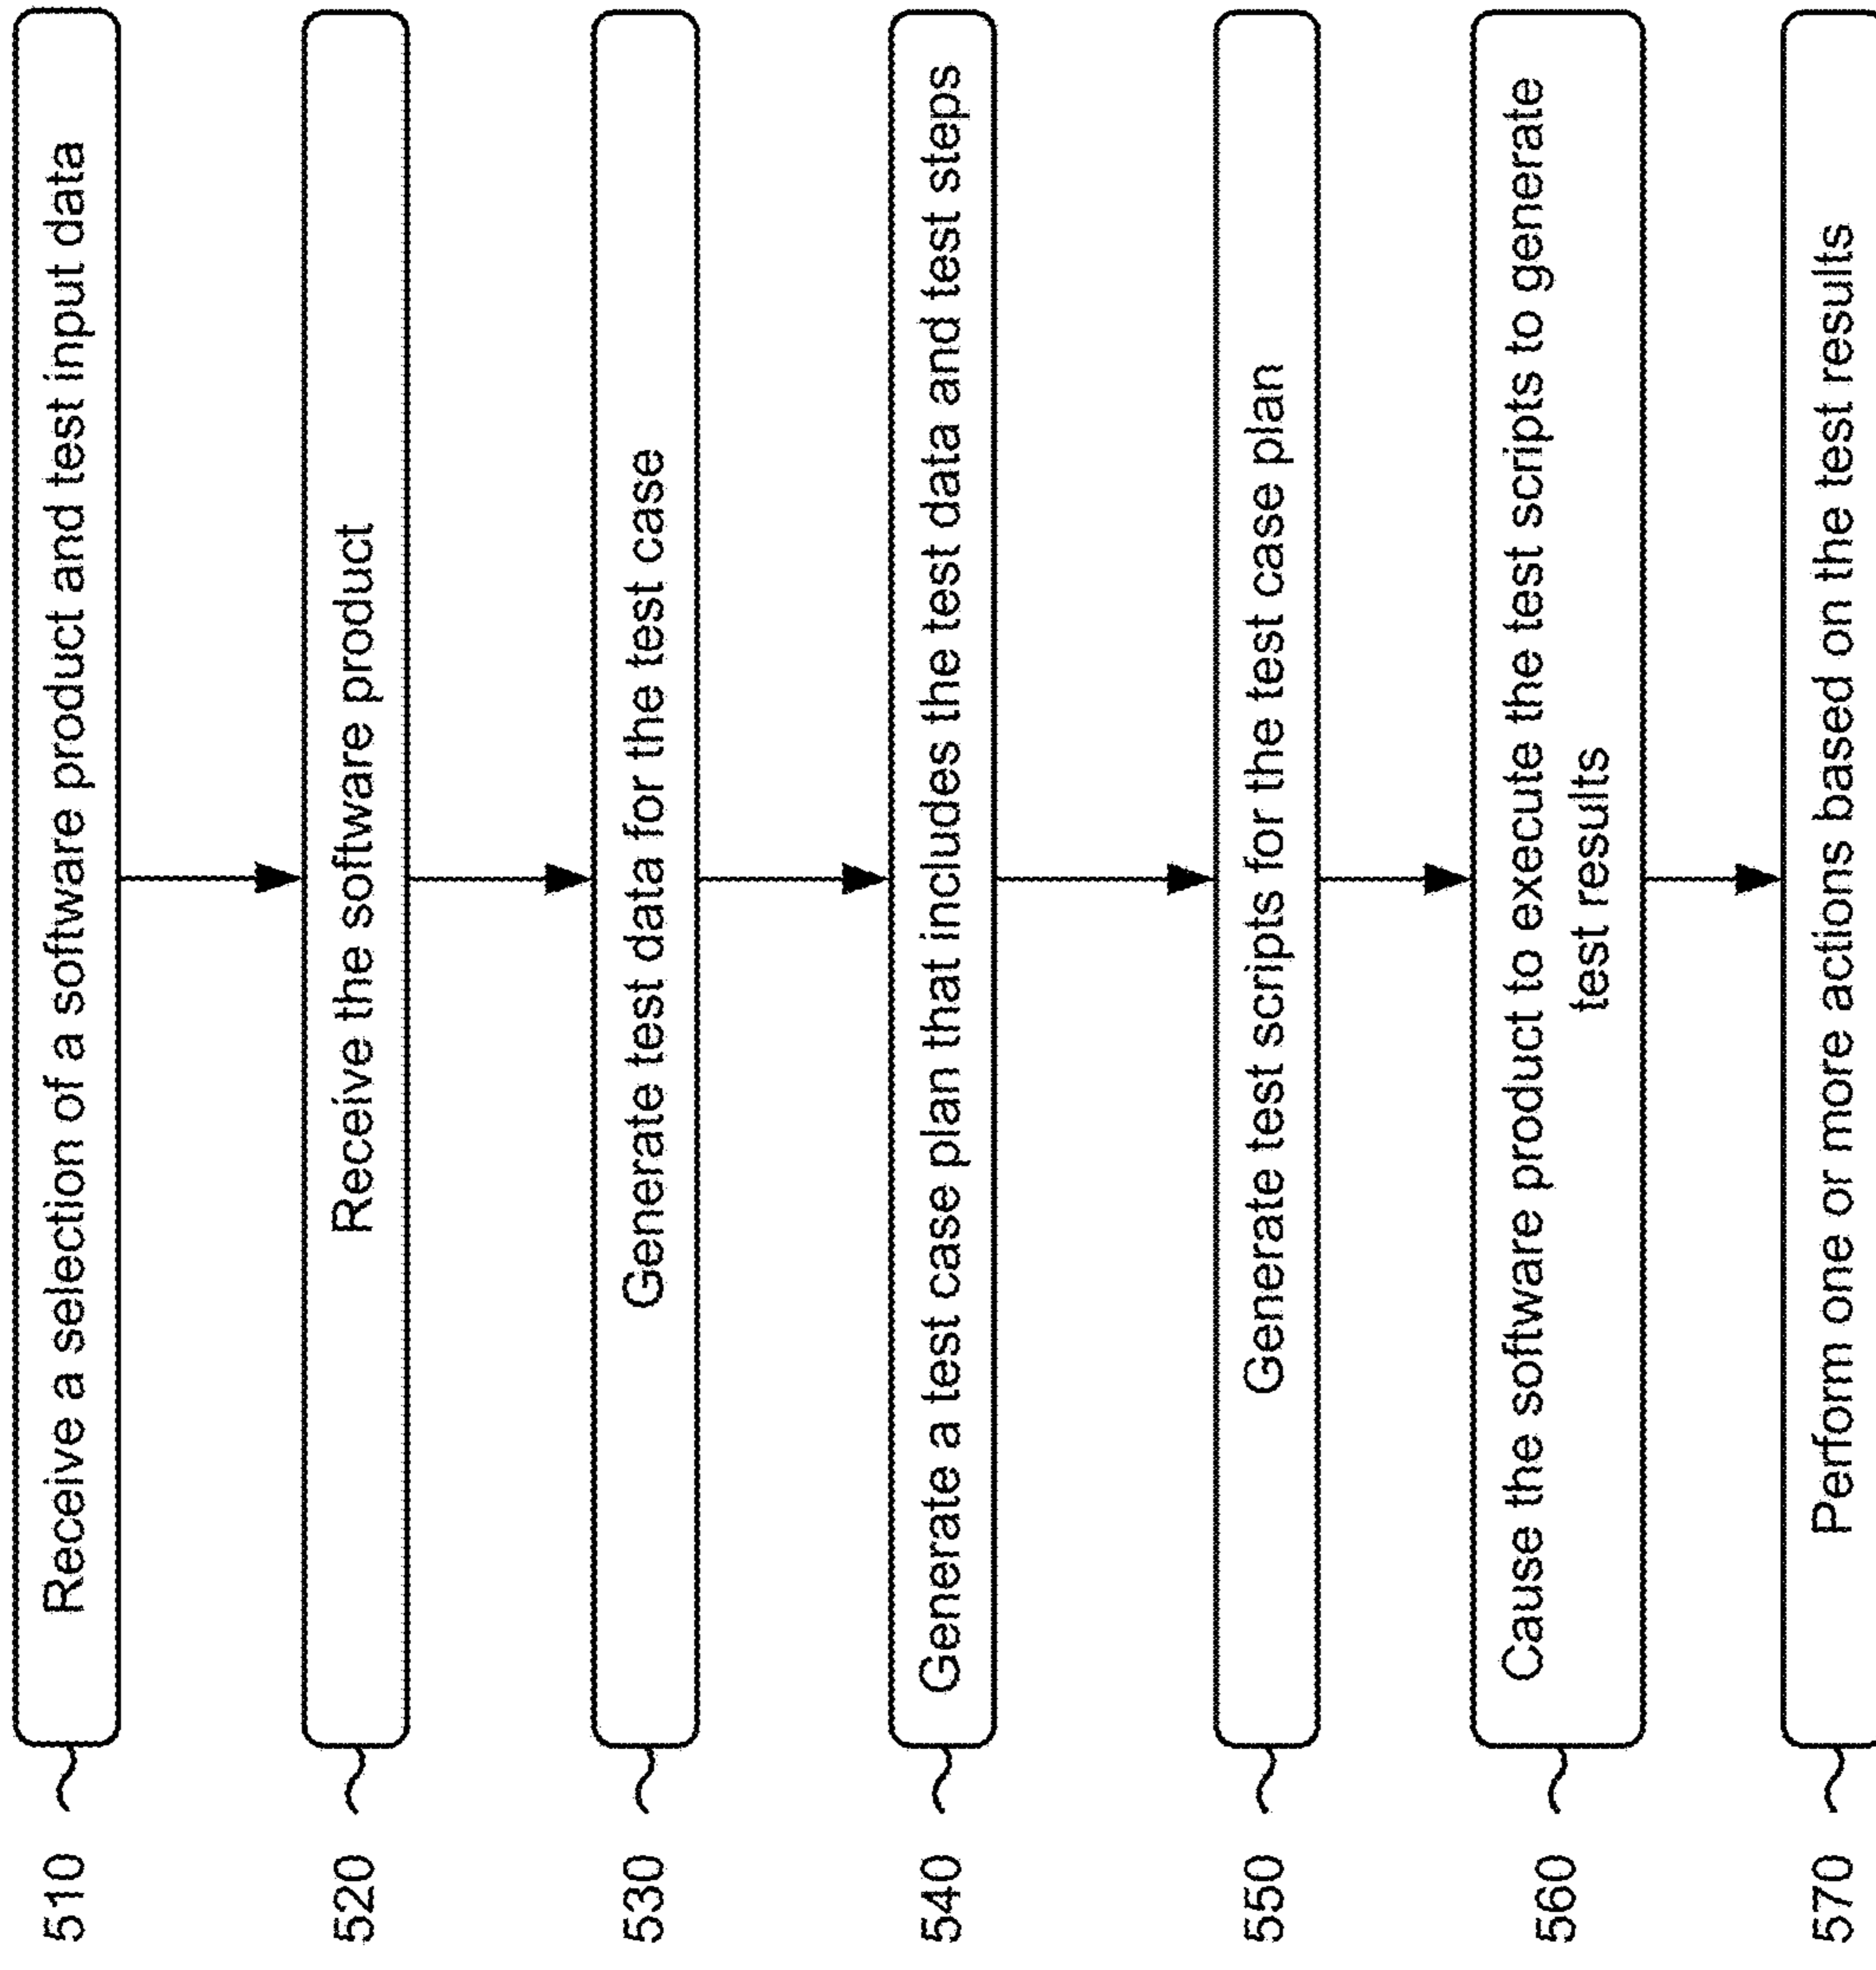 510
Receive a selection of a software product and test input data
520
Receive the software product
530
Generate test data for the test case
540
Generate a test case plan that includes the test data and test steps
550
Generate test scripts for the test case plan
560
Cause the software product to execute the test scripts to generate
test results
570
Perform one or more actions based on the test results